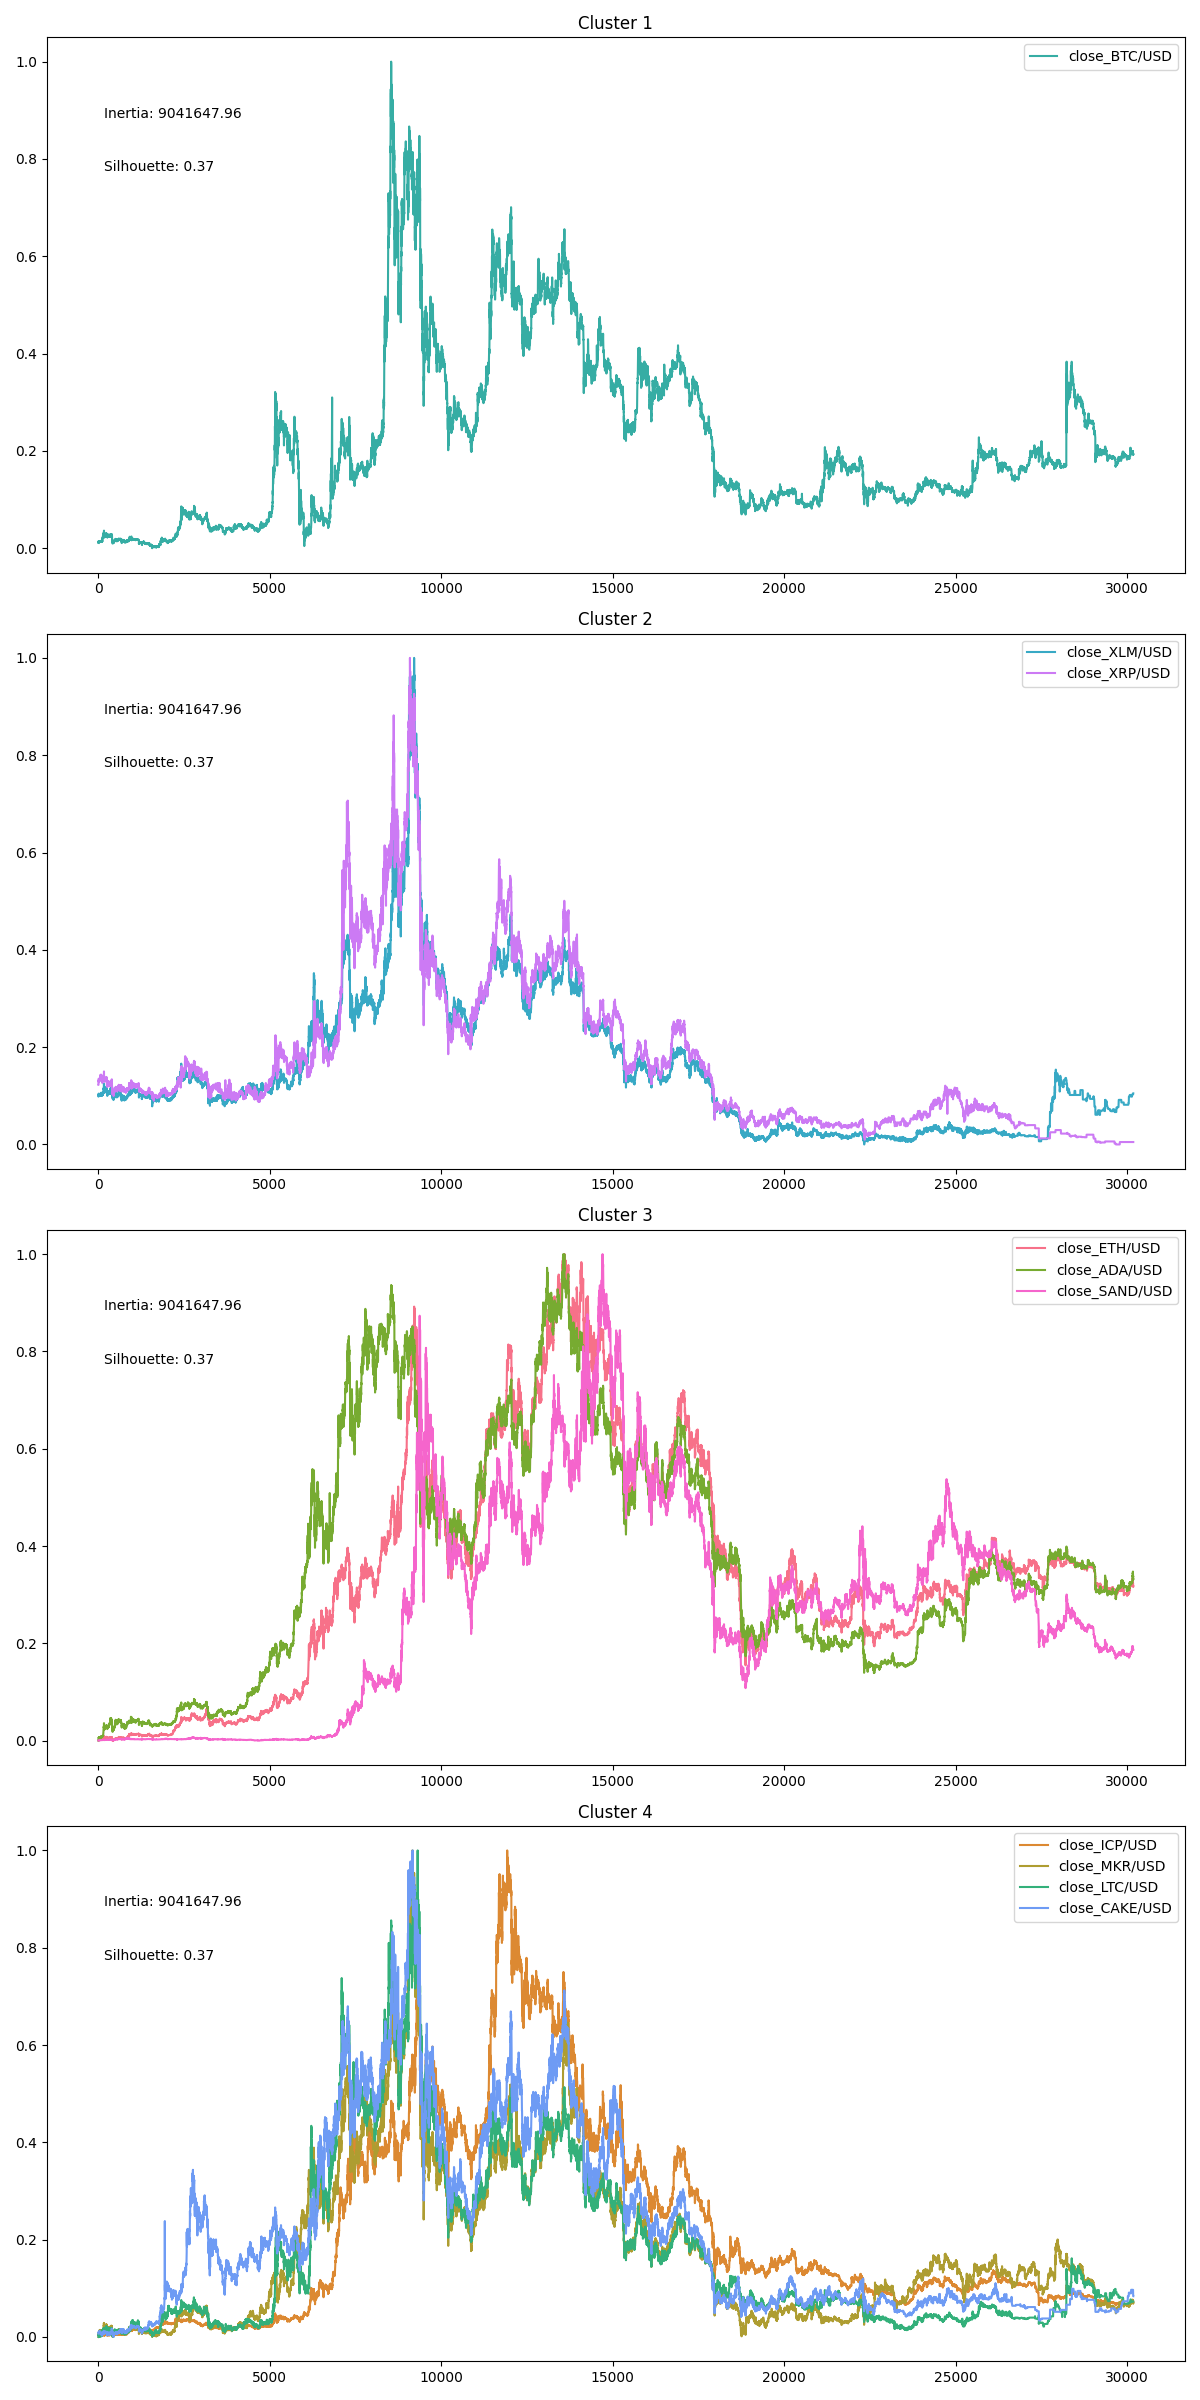 Cluster 1
close_BTC/USD
Inertia: 9041647.96
Silhouette: 0.37
1.0
0.8
0.6
0.4
0.2
0.0
0 5000 10000 15000 20000 25000 30000
Cluster 2
close_XLM/USD
close_XRP/USD
Inertia: 9041647.96
Silhouette: 0.37
1.0
0.8
0.6
0.4
0.2
0.0
0 5000 10000 15000 20000 25000 30000
Cluster 3
close_ETH/USD
close_ADA/USD
close_SAND/USD
Inertia: 9041647.96
Silhouette: 0.37
1.0
0.8
0.6
0.4
0.2
0.0
0 5000 10000 15000 20000 25000 30000
Cluster 4
close_ICP/USD
close_MKR/USD
close_LTC/USD
close_CAKE/USD
Inertia: 9041647.96
Silhouette: 0.37
1.0
0.8
0.6
0.4
0.2
0.0
0 5000 10000 15000 20000 25000 30000